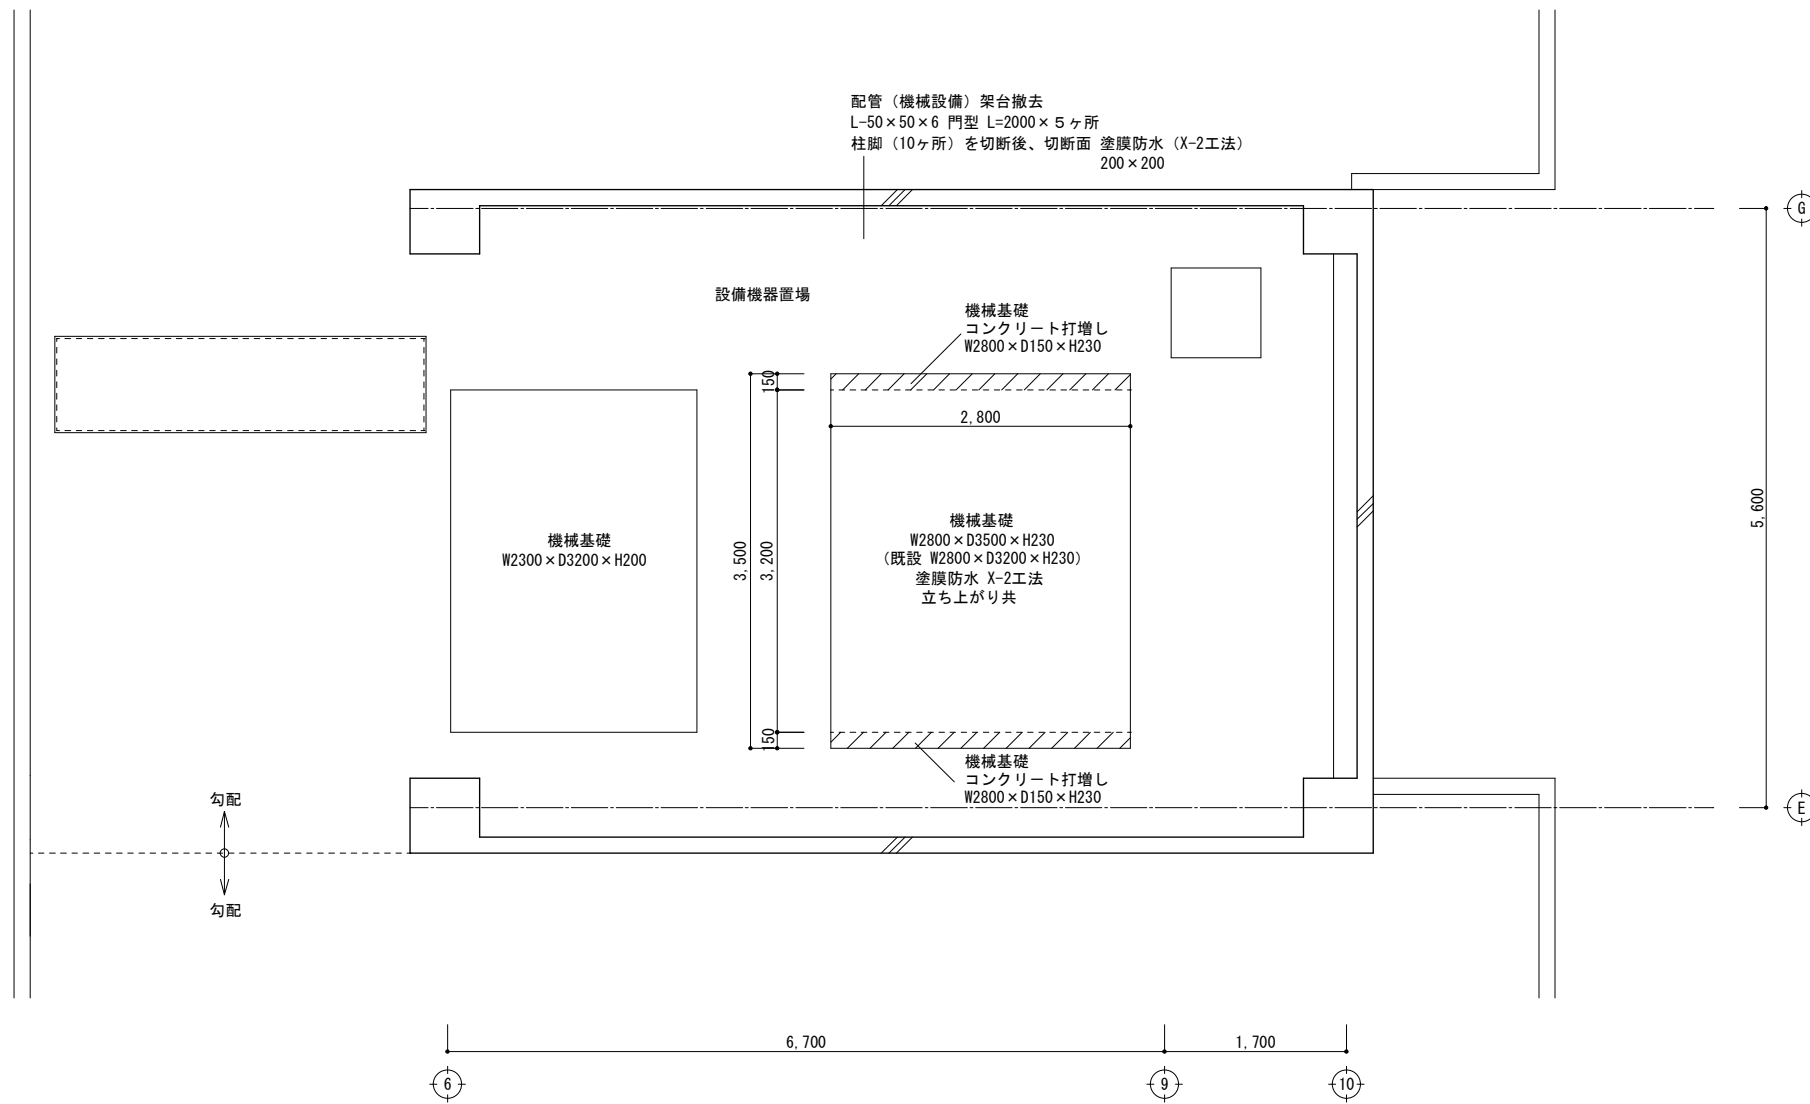 配管（機械設備）架台撤去
L-50×50×6 門型 L=2000×５ヶ所
柱脚（10ヶ所）を切断後、切断面 塗膜防水（X-2工法）
200×200
G
設備機器置場
機械基礎
コンクリート打増し
W2800×D150×H230
150
2,800
機械基礎
W2300×D3200×H200
3,500
3,200
機械基礎
W2800×D3500×H230
（既設 W2800×D3200×H230）
塗膜防水 X-2工法
立ち上がり共
5,600
150
機械基礎
コンクリート打増し
W2800×D150×H230
E
勾配
勾配
6,700
1,700
6
9
10